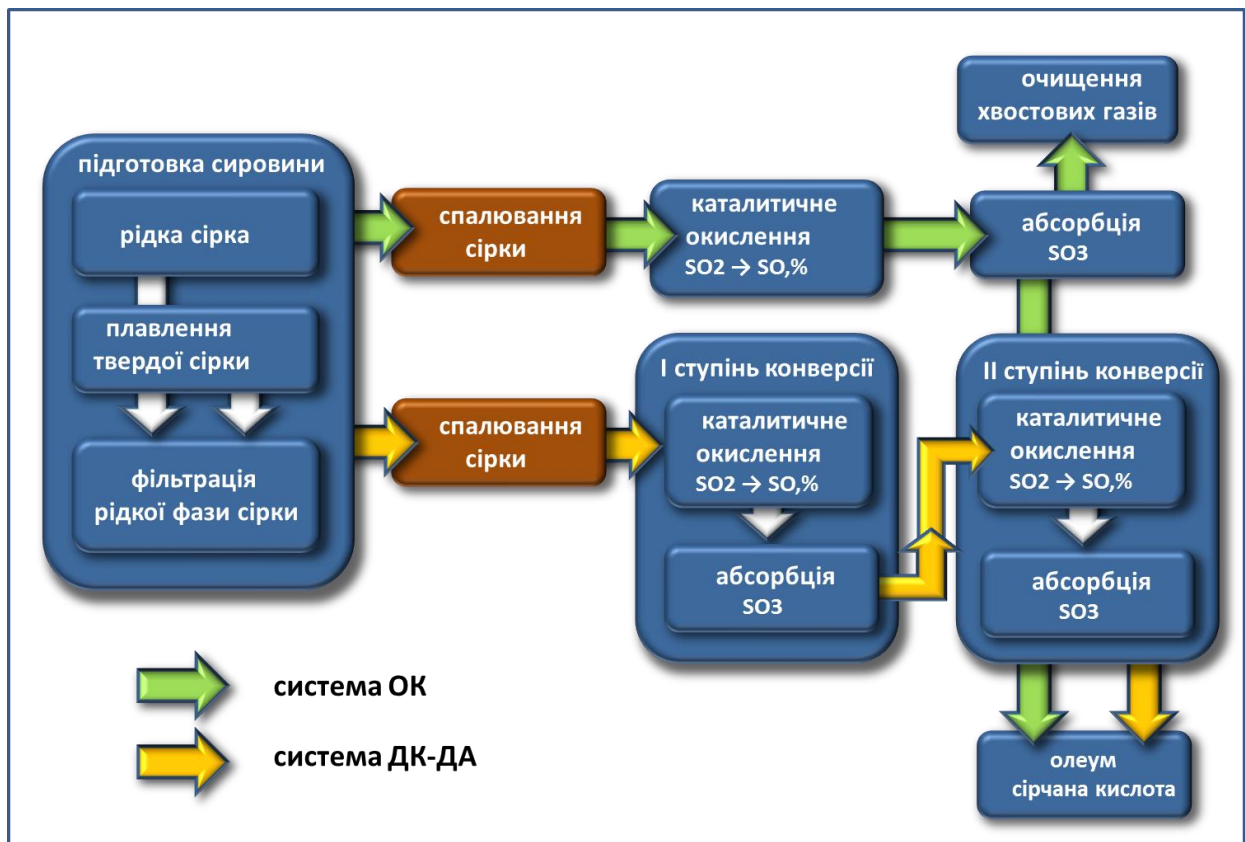 очищення
хвостових газів
підготовка сировини
рідка сірка
плавлення
твердої сірки
фільтрація
рідкої фази сірки
спалювання
сірки
каталитичне
окислення
SO2 → SO,%
абсорбція
SO3
спалювання
сірки
І ступінь конверсії
каталитичне
окислення
SO2 → SO,%
абсорбція
SO3
ІІ ступінь конверсії
каталитичне
окислення
SO2 → SO,%
абсорбція
SO3
система ОК
система ДК-ДА
олеум
сірчана кислота